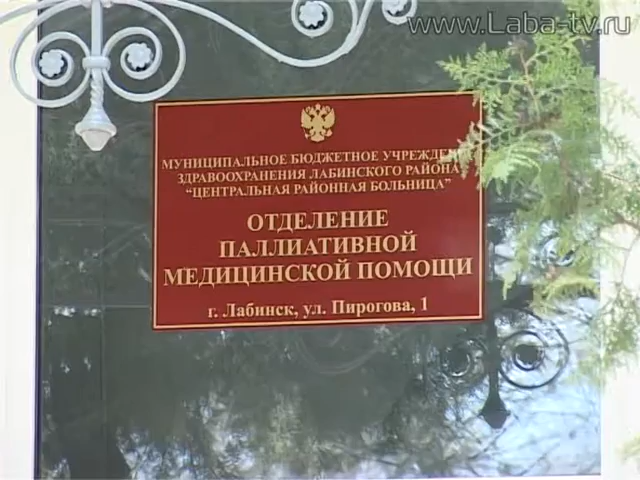 www.Laba-tv.ru
МУНИЦИПАЛЬНОЕ БЮДЖЕТНОЕ УЧРЕЖДЕНИЕ
ЗДРАВООХРАНЕНИЯ ЛАБИНСКОГО РАЙОНА
"ЦЕНТРАЛЬНАЯ РАЙОННАЯ БОЛЬНИЦА"
ОТДЕЛЕНИЕ
ПАЛЛИАТИВНОЙ
МЕДИЦИНСКОЙ ПОМОЩИ
г. Лабинск, ул. Пирогова, 1